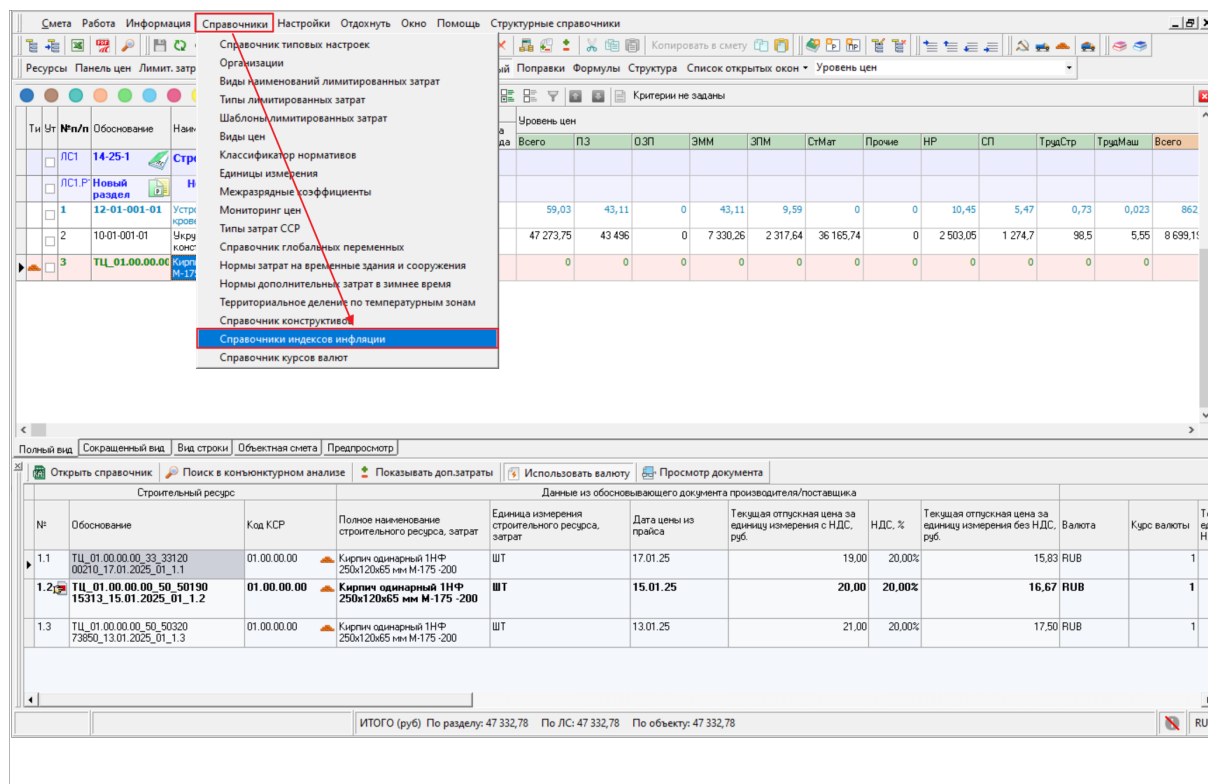 Смета Работа Информация Справочники Настройки Отдохнуть Окно Помощь Структурные справочники
Копировать в смету
Ресурсы Панель цен Лимит. затр
Поправки Формулы Структура Список открытых окон Уровень цен
Критерии не заданы
Справочник типовых настроек
Организации
Виды наименований лимитированных затрат
Типы лимитированных затрат
Шаблоны лимитированных затрат
Виды цен
Классификатор нормативов
Единицы измерения
Межразрядные коэффициенты
Мониторинг цен
Типы затрат ССР
Справочник глобальных переменных
Нормы затрат на временные здания и сооружения
Нормы дополнительных затрат в зимнее время
Территориальное деление по температурным зонам
Справочник конструктивов
Справочники индексов инфляции
Справочник курсов валют
Уровень цен
Ти Ут №п/п Обоснование Наим
Всего ПЗ ОЗП ЭММ ЗПМ СтМат Прочие НР СП ТрудСтр ТрудМаш Всего
ЛС1 14-25-1 Стро
ЛС1.Р Новый раздел Н
1 12-01-001-01 Устро крове 59,03 43,11 0 43,11 9,59 0 0 10,45 5,47 0,73 0,023 862
2 10-01-001-01 Укру конс 47 273,75 43 496 0 7 330,26 2 317,64 36 165,74 0 2 503,05 1 274,7 98,5 5,55 8 699,19
3 ТЦ_01.00.00.00 Кирп М-175 0 0 0 0 0 0 0 0 0 0 0
Полный вид Сокращенный вид Вид строки Объектная смета Предпросмотр
Открыть справочник Поиск в конъюнктурном анализе Показывать доп.затраты Использовать валюту Просмотр документа
Строительный ресурс Данные из обосновывающего документа производителя/поставщика
№ Обоснование Код КСР Полное наименование строительного ресурса, затрат Единица измерения строительного ресурса, затрат Дата цены из прайса Текущая отпускная цена за единицу измерения с НДС, руб. НДС, % Текущая отпускная цена за единицу измерения без НДС, руб. Валюта Курс валюты
1.1 ТЦ_01.00.00.00_33_33120 01.00.00.00 Кирпич одинарный 1НФ ШТ 17.01.25 19,00 20,00% 15,83 RUB 1
00210_17.01.2025_01_1.1 250х120х65 мм М-175 -200
1.2 ТЦ_01.00.00.00_50_50190 01.00.00.00 Кирпич одинарный 1НФ ШТ 15.01.25 20,00 20,00% 16,67 RUB 1
15313_15.01.2025_01_1.2 250х120х65 мм М-175 -200
1.3 ТЦ_01.00.00.00_50_50320 01.00.00.00 Кирпич одинарный 1НФ ШТ 13.01.25 21,00 20,00% 17,50 RUB 1
73850_13.01.2025_01_1.3 250х120х65 мм М-175 -200
ИТОГО (руб) По разделу: 47 332,78 По ЛС: 47 332,78 По объекту: 47 332,78
RU